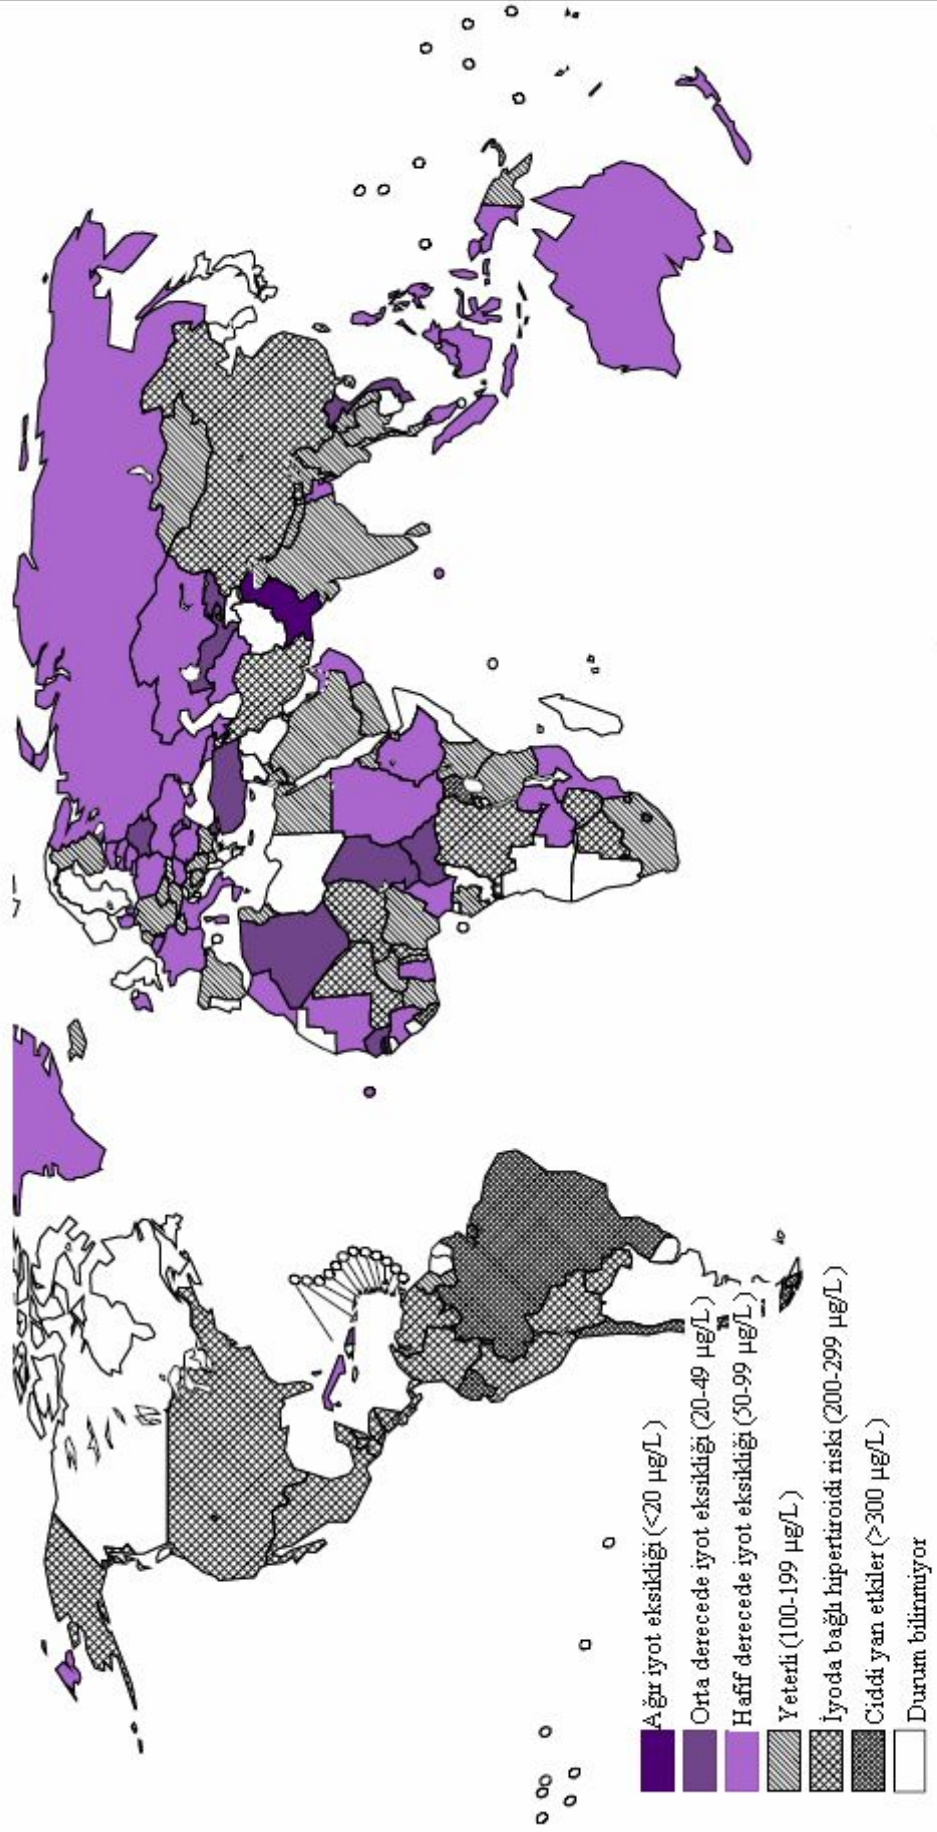 Ağır iyot eksikliği (<20 µg/L )
Orta derecede iyot eksikliği (20-49 µg/L )
Hafif derecede iyot eksikliği (50-99 µg/L )
Yeterli (100-199 µg/L )
İyoda bağlı hipertiroidi riski (200-299 µg/L )
Ciddi yan etkiler (>300 µg/L )
Durum bilinmiyor